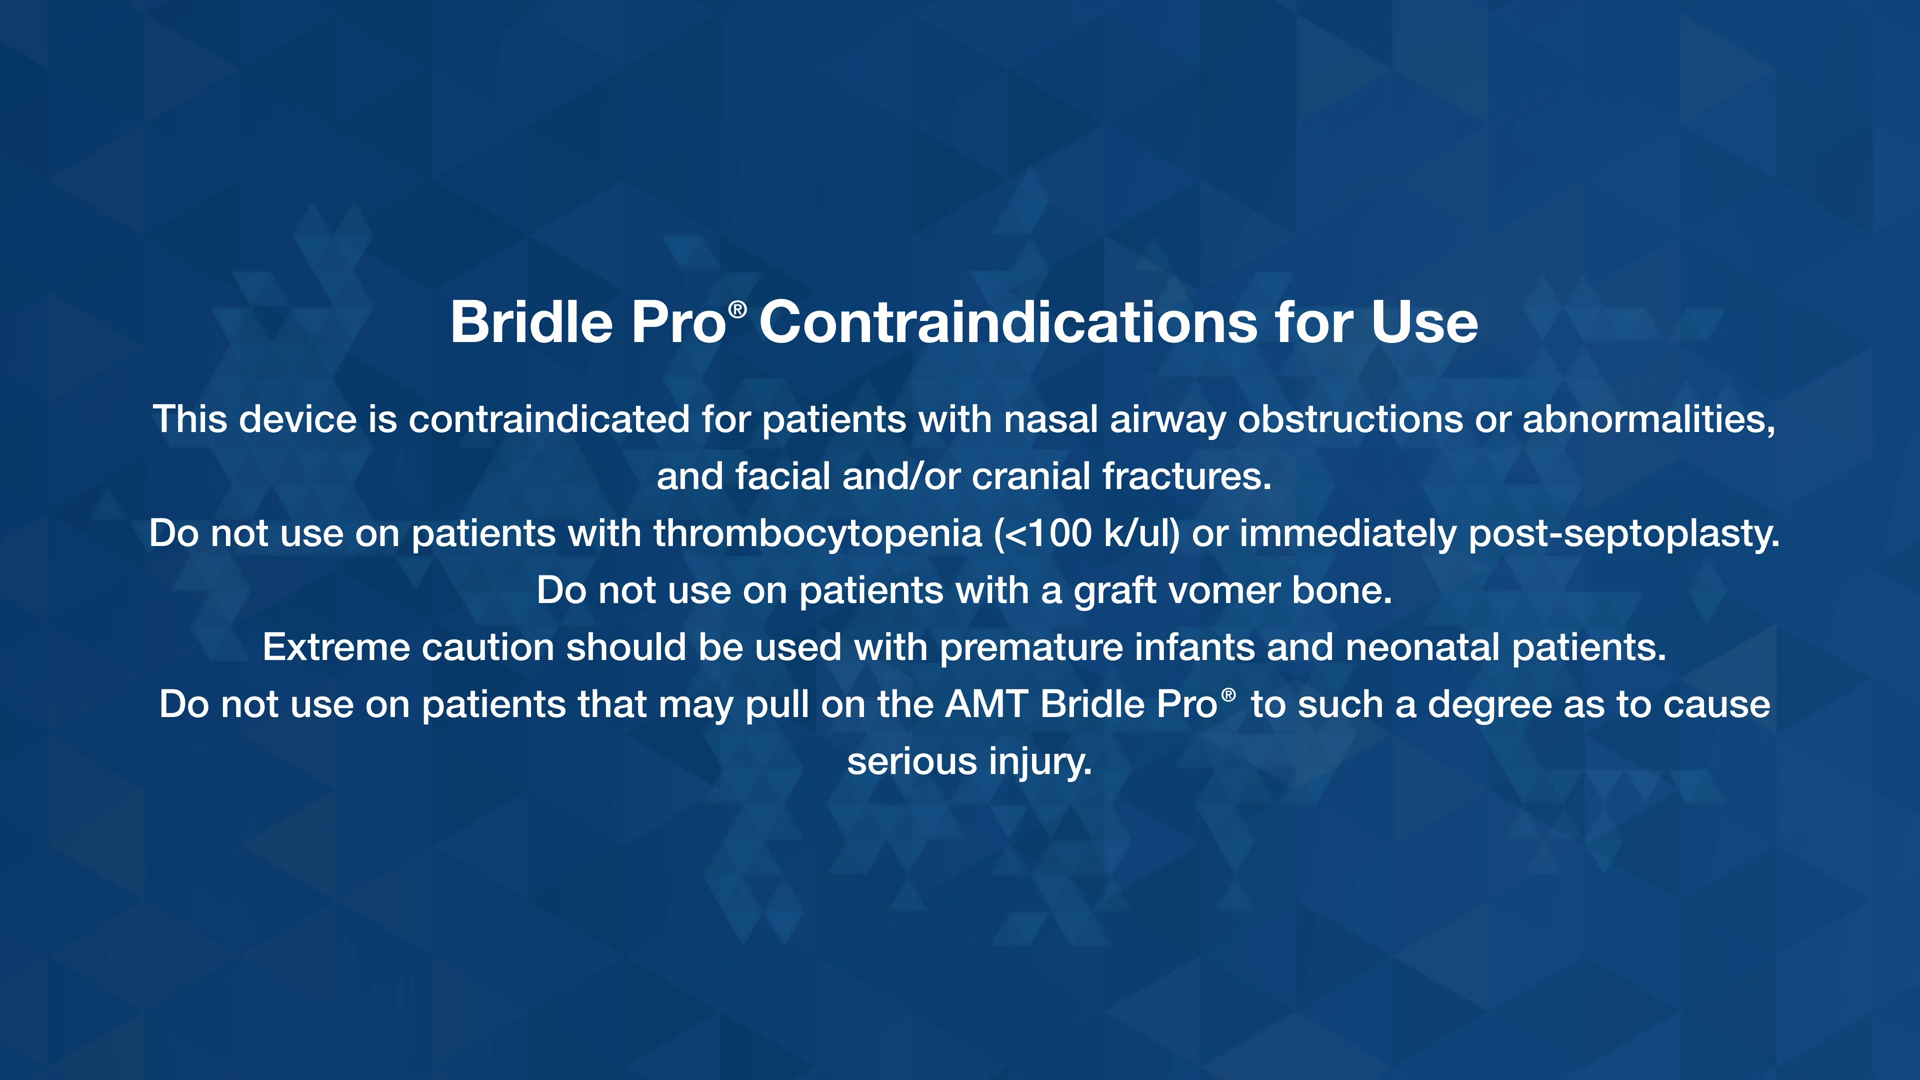 Bridle Pro® Contraindications for Use
This device is contraindicated for patients with nasal airway obstructions or abnormalities,
and facial and/or cranial fractures.
Do not use on patients with thrombocytopenia (<100 k/ul) or immediately post-septoplasty.
Do not use on patients with a graft vomer bone.
Extreme caution should be used with premature infants and neonatal patients.
Do not use on patients that may pull on the AMT Bridle Pro® to such a degree as to cause
serious injury.